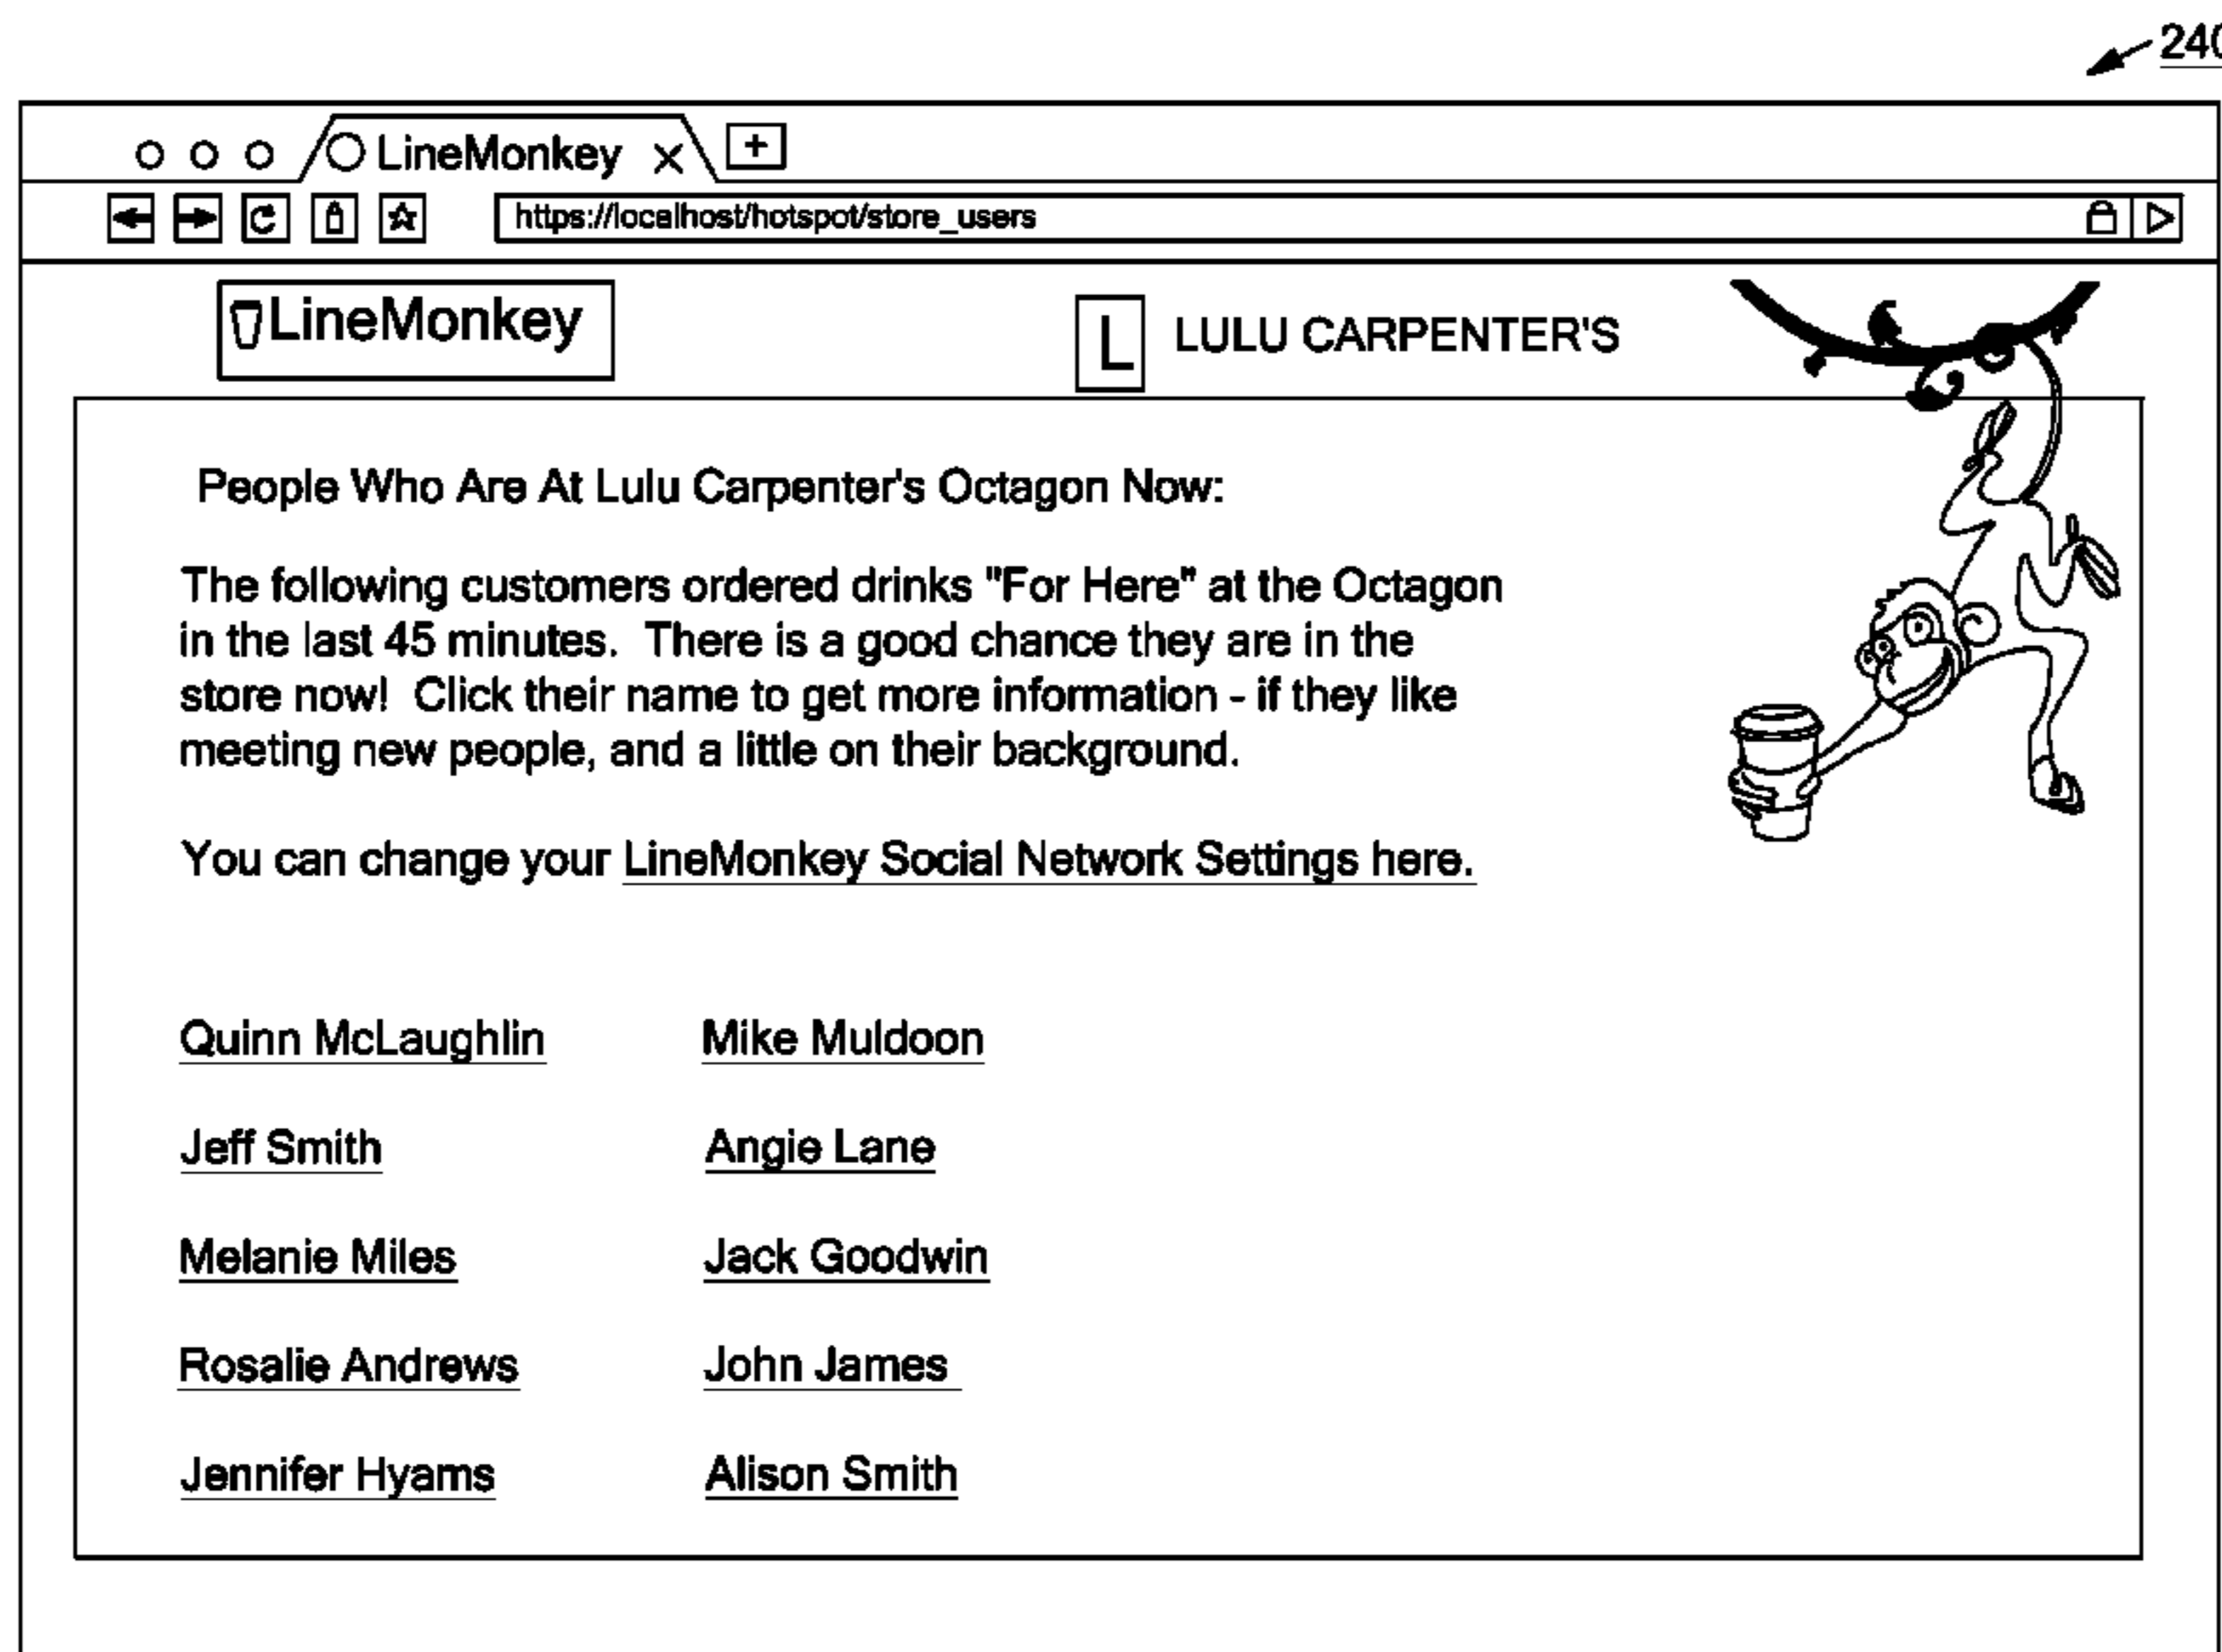 240
LineMonkey
https://localhost/hotspot/store_users
LineMonkey
L LULU CARPENTER'S
People Who Are At Lulu Carpenter's Octagon Now:
The following customers ordered drinks "For Here" at the Octagon
in the last 45 minutes. There is a good chance they are in the
store now! Click their name to get more information - if they like
meeting new people, and a little on their background.
You can change your LineMonkey Social Network Settings here.
Quinn McLaughlin Mike Muldoon
Jeff Smith Angie Lane
Melanie Miles Jack Goodwin
Rosalie Andrews John James
Jennifer Hyams Alison Smith